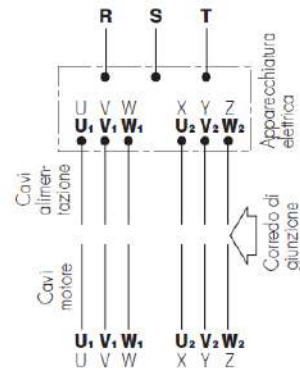 R S T
U V W X Y Z
U₁ V₁ W₁ U₂ V₂ W₂
Apparecchiatura
elettrica
Cavi
alimen-
tazione
Corredo di
giunzione
Cavi
motore
U₁ V₁ W₁ U₂ V₂ W₂
U V W X Y Z